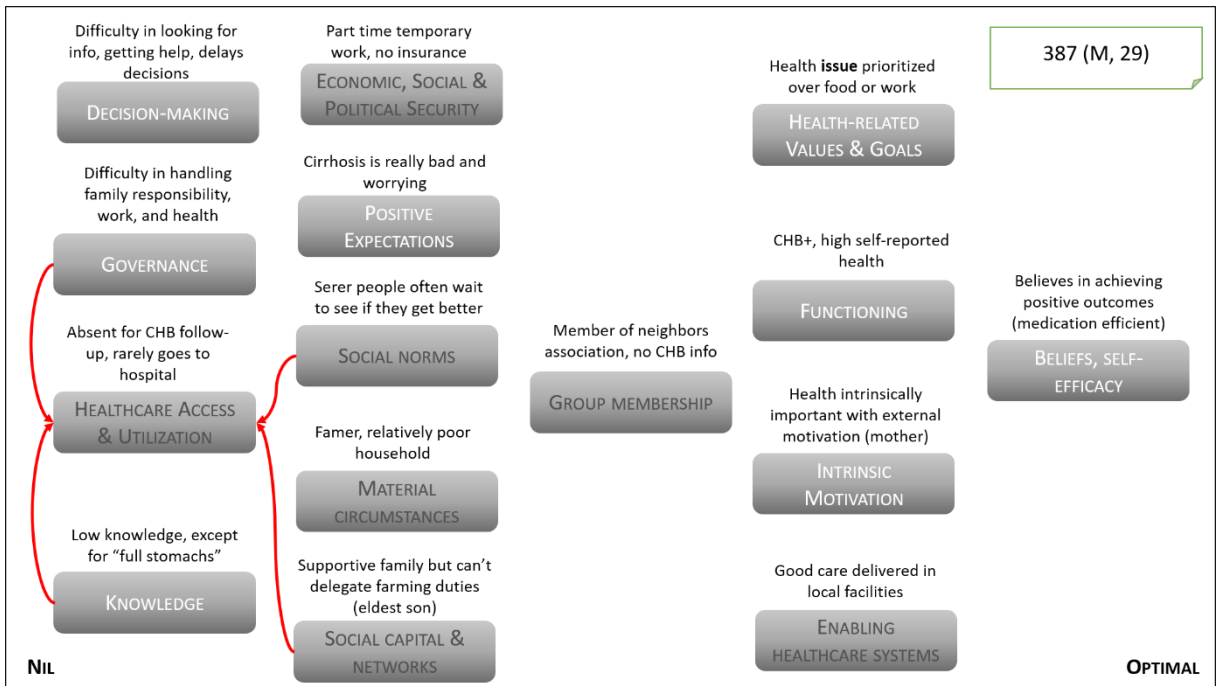 Difficulty in looking for
info, getting help, delays
decisions
DECISION-MAKING
Difficulty in handling
family responsibility,
work, and health
GOVERNANCE
Absent for CHB follow-
up, rarely goes to
hospital
HEALTHCARE ACCESS
& UTILIZATION
Low knowledge, except
for “full stomachs”
KNOWLEDGE
NIL
Part time temporary
work, no insurance
ECONOMIC, SOCIAL &
POLITICAL SECURITY
Cirrhosis is really bad and
worrying
POSITIVE
EXPECTATIONS
Serer people often wait
to see if they get better
SOCIAL NORMS
Famer, relatively poor
household
MATERIAL
CIRCUMSTANCES
Supportive family but can’t
delegate farming duties
(eldest son)
SOCIAL CAPITAL &
NETWORKS
Member of neighbors
association, no CHB info
GROUP MEMBERSHIP
Health issue prioritized
over food or work
HEALTH-RELATED
VALUES & GOALS
CHB+, high self-reported
health
FUNCTIONING
Health intrinsically
important with external
motivation (mother)
INTRINSIC
MOTIVATION
Good care delivered in
local facilities
ENABLING
HEALTHCARE SYSTEMS
387 (M, 29)
Believes in achieving
positive outcomes
(medication efficient)
BELIEFS, SELF-
EFFICACY
OPTIMAL